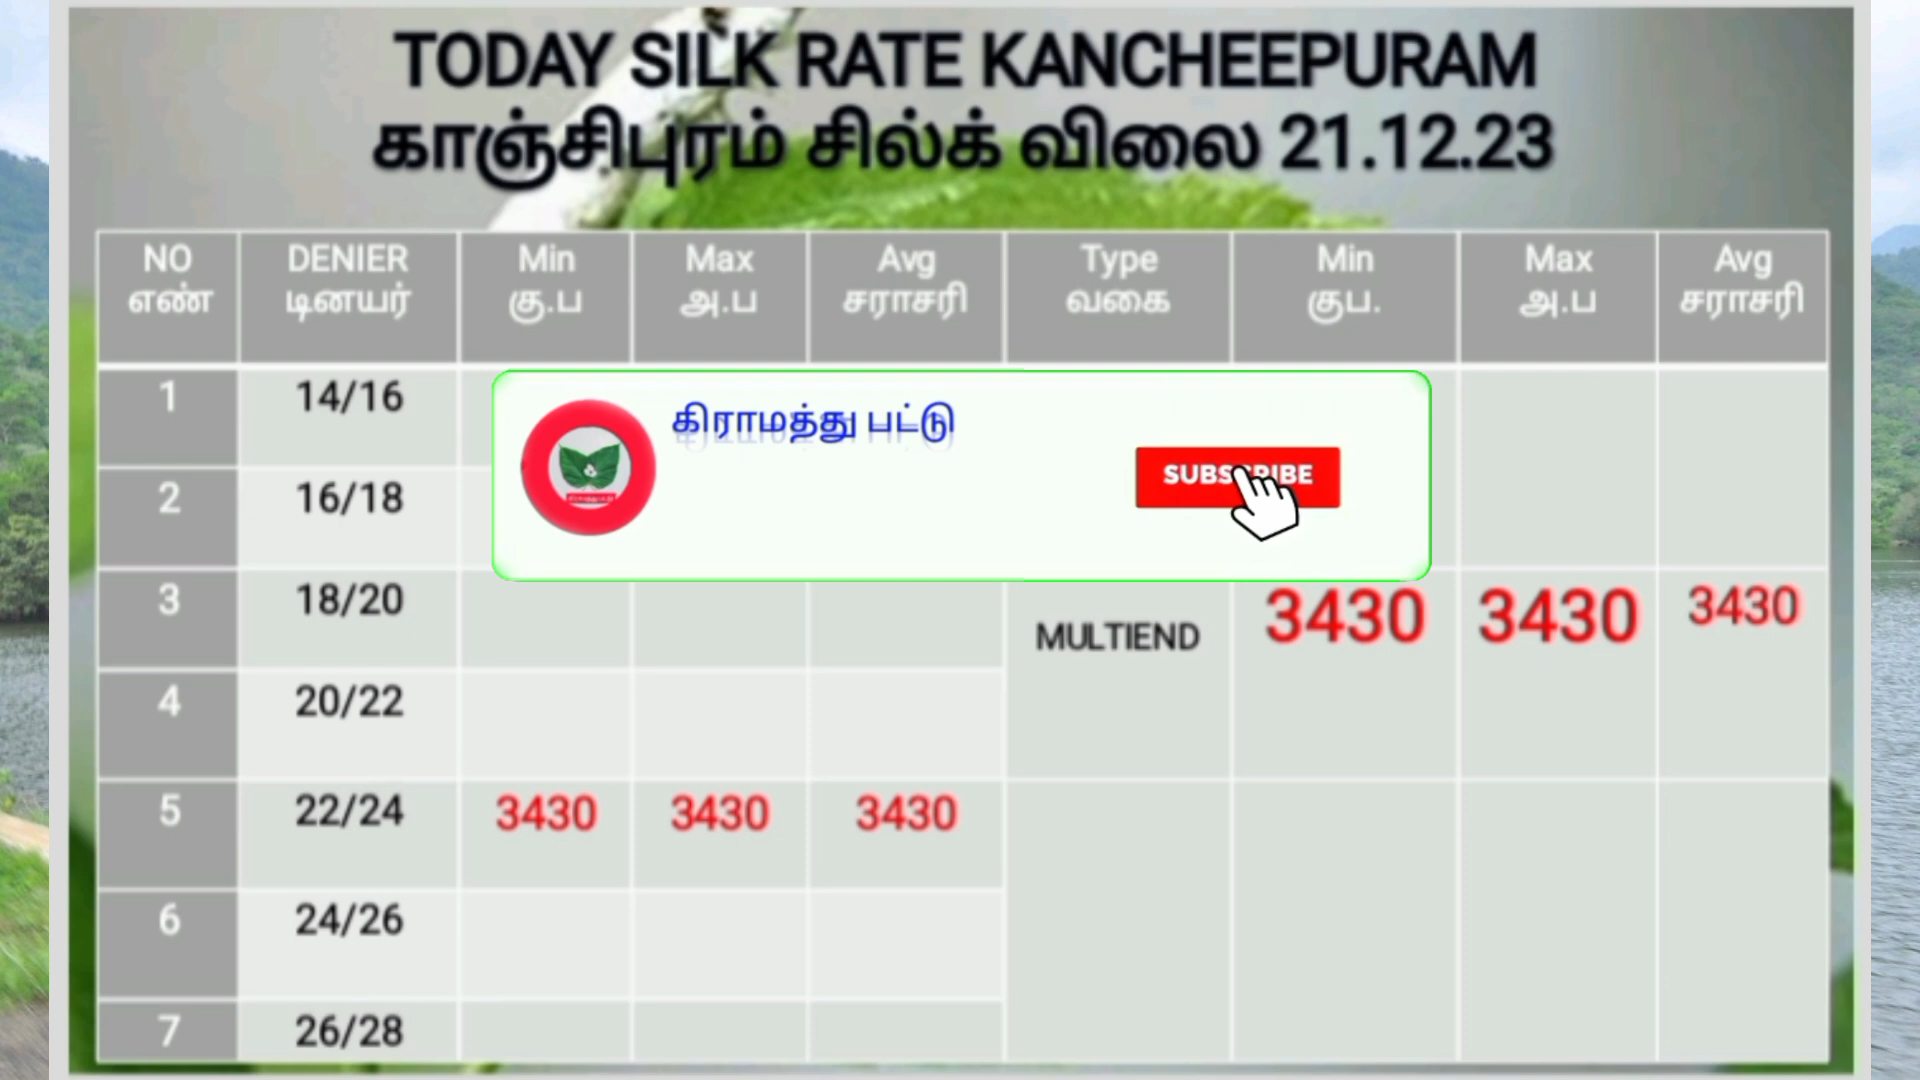 TODAY SILK RATE KANCHEEPURAM
காஞ்சிபுரம் சில்க் விலை 21.12.23
NO DENIER Min Max Avg Type Min Max Avg
எண் டினயர் கு.ப அ.ப சராசரி வகை குப. அ.ப சராசரி
1 14/16
கிராமத்து பட்டு
SUBSCRIBE
2 16/18
3 18/20 MULTIEND 3430 3430 3430
4 20/22
5 22/24 3430 3430 3430
6 24/26
7 26/28